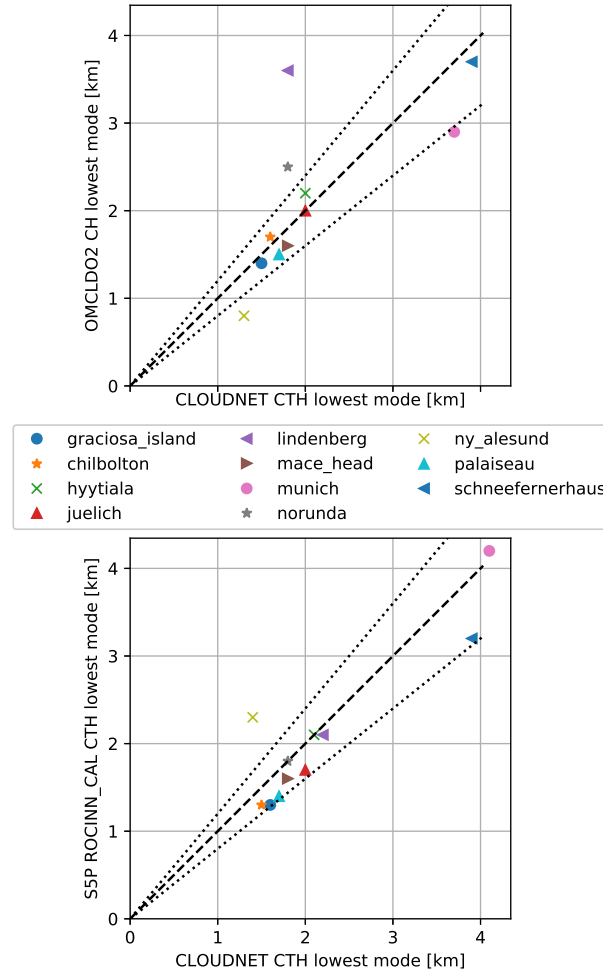 4
3
2
1
0
OMCLDO2 CH lowest mode [km]
CLOUDNET CTH lowest mode [km]
graciosa_island
chilbolton
hyytiala
juelich
lindenberg
mace_head
munich
norunda
ny_alesund
palaiseau
schneefernerhaus
4
3
2
1
0
S5P ROCINN_CAL CTH lowest mode [km]
0 1 2 3 4
CLOUDNET CTH lowest mode [km]